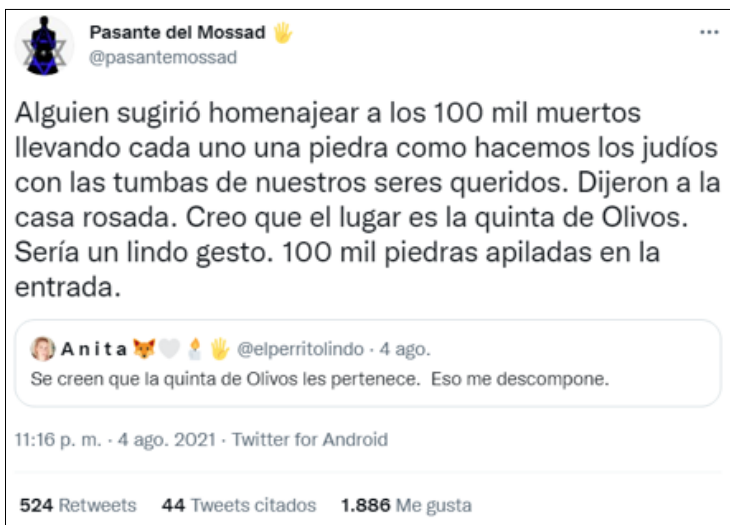 Pasante del Mossad 🖐
@pasantemossad
Alguien sugirió homenajear a los 100 mil muertos
llevando cada uno una piedra como hacemos los judíos
con las tumbas de nuestros seres queridos. Dijeron a la
casa rosada. Creo que el lugar es la quinta de Olivos.
Sería un lindo gesto. 100 mil piedras apiladas en la
entrada.
A n i t a 🦊🤍🕯🖐 @elperritolindo · 4 ago.
Se creen que la quinta de Olivos les pertenece. Eso me descompone.
11:16 p. m. · 4 ago. 2021 · Twitter for Android
524 Retweets 44 Tweets citados 1.886 Me gusta